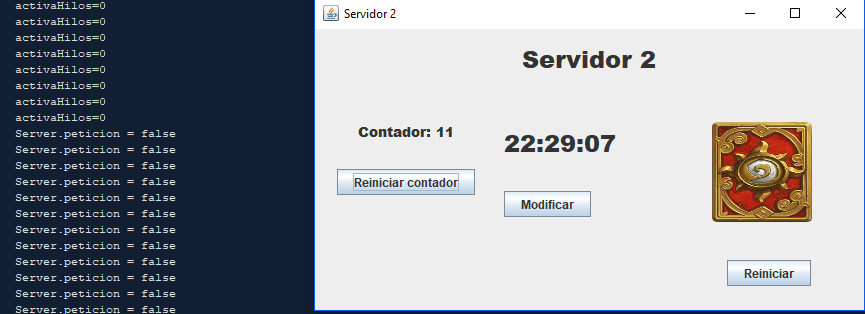 activaHilos=0
activaHilos=0
activaHilos=0
activaHilos=0
activaHilos=0
activaHilos=0
activaHilos=0
activaHilos=0
Server.peticion = false
Server.peticion = false
Server.peticion = false
Server.peticion = false
Server.peticion = false
Server.peticion = false
Server.peticion = false
Server.peticion = false
Server.peticion = false
Server.peticion = false
Server.peticion = false
Server.peticion = false
Servidor 2
Servidor 2
Contador: 11
22:29:07
Reiniciar contador
Modificar
Reiniciar